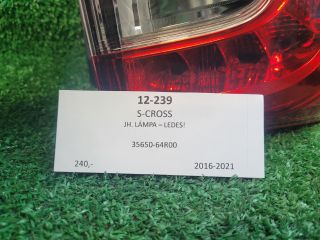 12-239
S-CROSS
JH. LÁMPA – LEDES!
35650-64R00
240,-
2016-2021